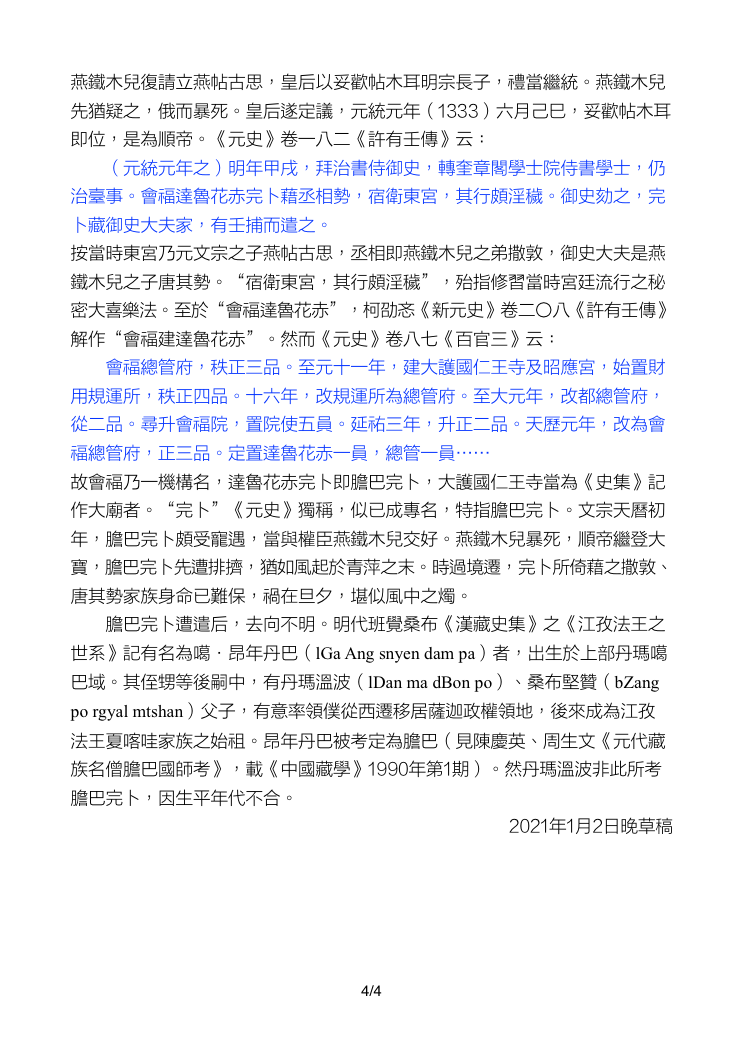 燕鐵木兒復請立燕帖古思，皇后以妥歡帖木耳明宗長子，禮當繼統。燕鐵木兒
先猶疑之，俄而暴死。皇后遂定議，元統元年（1333）六月己巳，妥歡帖木耳
即位，是為順帝。《元史》卷一八二《許有壬傳》云：
（元統元年之）明年甲戌，拜治書侍御史，轉奎章閣學士院侍書學士，仍
治臺事。會福達魯花赤完卜藉丞相勢，宿衛東宮，其行頗淫穢。御史劾之，完
卜藏御史大夫家，有壬捕而遣之。
按當時東宮乃元文宗之子燕帖古思，丞相即燕鐵木兒之弟撒敦，御史大夫是燕
鐵木兒之子唐其勢。“宿衛東宮，其行頗淫穢”，殆指修習當時宮廷流行之秘
密大喜樂法。至於“會福達魯花赤”，柯劭忞《新元史》卷二〇八《許有壬傳》
解作“會福建達魯花赤”。然而《元史》卷八七《百官三》云：
會福總管府，秩正三品。至元十一年，建大護國仁王寺及昭應宮，始置財
用規運所，秩正四品。十六年，改規運所為總管府。至大元年，改都總管府，
從二品。尋升會福院，置院使五員。延祐三年，升正二品。天歷元年，改為會
福總管府，正三品。定置達魯花赤一員，總管一員……
故會福乃一機構名，達魯花赤完卜即膽巴完卜，大護國仁王寺當為《史集》記
作大廟者。“完卜”《元史》獨稱，似已成專名，特指膽巴完卜。文宗天曆初
年，膽巴完卜頗受寵遇，當與權臣燕鐵木兒交好。燕鐵木兒暴死，順帝繼登大
寶，膽巴完卜先遭排擠，猶如風起於青萍之末。時過境遷，完卜所倚藉之撒敦、
唐其勢家族身命已難保，禍在旦夕，堪似風中之燭。
膽巴完卜遭遣后，去向不明。明代班覺桑布《漢藏史集》之《江孜法王之
世系》記有名為噶．昂年丹巴（lGa Ang snyen dam pa）者，出生於上部丹瑪噶
巴域。其侄甥等後嗣中，有丹瑪溫波（lDan ma dBon po）、桑布堅贊（bZang
po rgyal mtshan）父子，有意率領僕從西遷移居薩迦政權領地，後來成為江孜
法王夏喀哇家族之始祖。昂年丹巴被考定為膽巴（見陳慶英、周生文《元代藏
族名僧膽巴國師考》，載《中國藏學》1990年第1期）。然丹瑪溫波非此所考
膽巴完卜，因生平年代不合。
2021年1月2日晚草稿
4/4